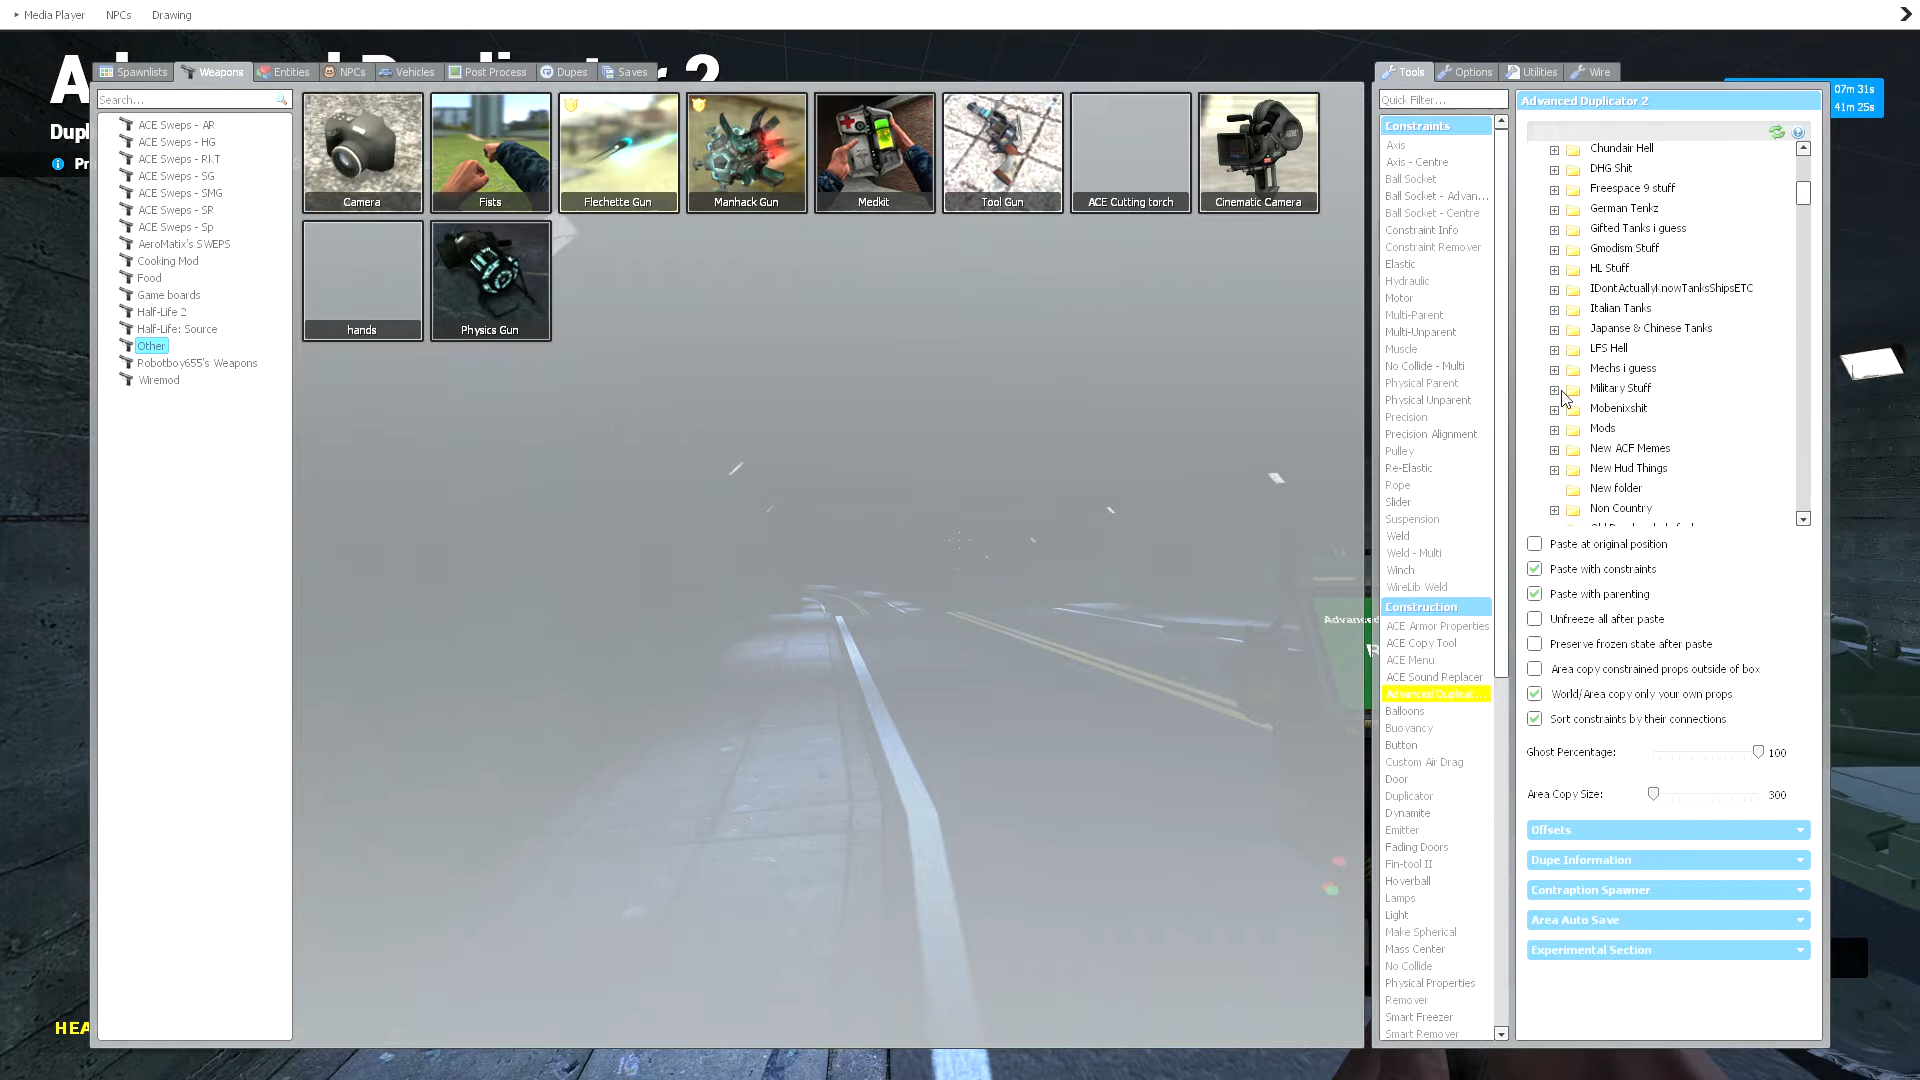 Media Player NPCs Drawing
Spawnlists Weapons Entities NPCs Vehicles Post Process Dupes Saves
Search...
ACE Sweps - AR
ACE Sweps - HG
ACE Sweps - RKT
ACE Sweps - SG
ACE Sweps - SMG
ACE Sweps - SR
ACE Sweps - Sp
AeroMatix's SWEPS
Cooking Mod
Food
Game boards
Half-Life 2
Half-Life: Source
Other
Robotboy655's Weapons
Wiremod
Camera Fists Flechette Gun Manhack Gun Medkit Tool Gun ACE Cutting torch Cinematic Camera
hands Physics Gun
Tools Options Utilities Wire
Quick Filter...
Constraints
Axis
Axis - Centre
Ball Socket
Ball Socket - Advan...
Ball Socket - Centre
Constraint Info
Constraint Remover
Elastic
Hydraulic
Motor
Multi-Parent
Multi-Unparent
Muscle
No Collide - Multi
Physical Parent
Physical Unparent
Precision
Precision Alignment
Pulley
Re-Elastic
Rope
Slider
Suspension
Weld
Weld - Multi
Winch
WireLib Weld
Construction
ACE Armor Properties
ACE Copy Tool
ACE Menu
ACE Sound Replacer
Advanced Duplicat...
Balloons
Buoyancy
Button
Custom Air Drag
Door
Duplicator
Dynamite
Emitter
Fading Doors
Fin-tool II
Hoverball
Lamps
Light
Make Spherical
Mass Center
No Collide
Physical Properties
Remover
Smart Freezer
Smart Remover
Advanced Duplicator 2
Chundair Hell
DHG Shit
Freespace 9 stuff
German Tenkz
Gifted Tanks i guess
Gmodism Stuff
HL Stuff
IDontActuallyKnowTanksShipsETC
Italian Tanks
Japanse & Chinese Tanks
LFS Hell
Mechs i guess
Military Stuff
Mobenixshit
Mods
New ACF Memes
New Hud Things
New folder
Non Country
Paste at original position
Paste with constraints
Paste with parenting
Unfreeze all after paste
Preserve frozen state after paste
Area copy constrained props outside of box
World/Area copy only your own props
Sort constraints by their connections
Ghost Percentage: 100
Area Copy Size: 300
Offsets
Dupe Information
Contraption Spawner
Area Auto Save
Experimental Section
07m 31s
41m 25s
Dupl
Pr
HEA
Advanced